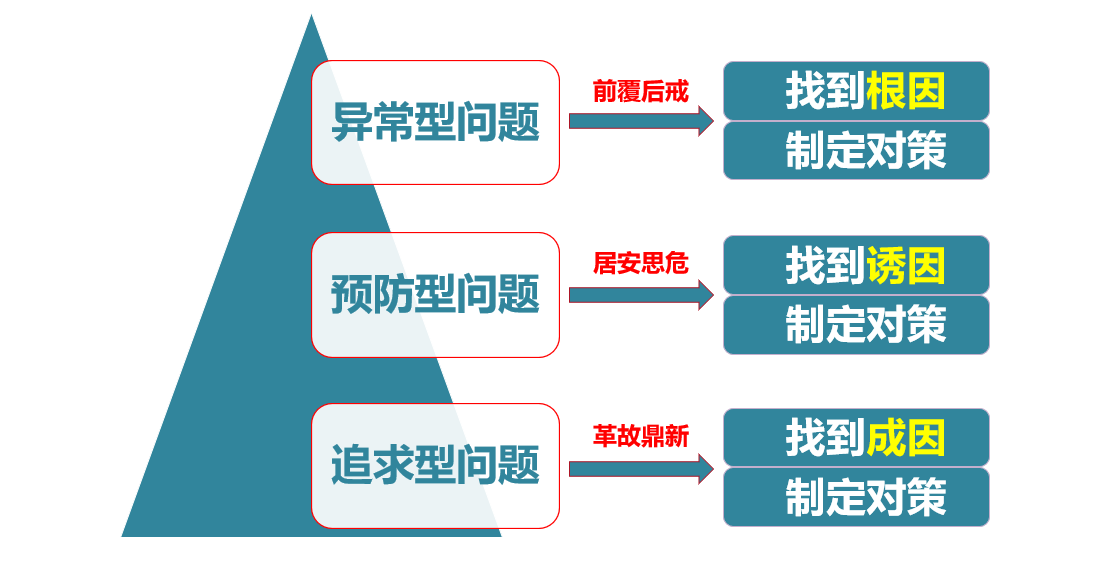 异常型问题
前覆后戒
找到根因
制定对策
预防型问题
居安思危
找到诱因
制定对策
追求型问题
革故鼎新
找到成因
制定对策